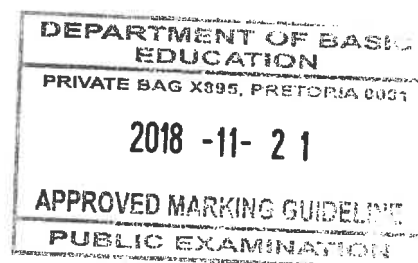 DEPARTMENT OF BASIC
EDUCATION
PRIVATE BAG X895, PRETORIA 0001
2018 -11- 21
APPROVED MARKING GUIDELINE
PUBLIC EXAMINATION